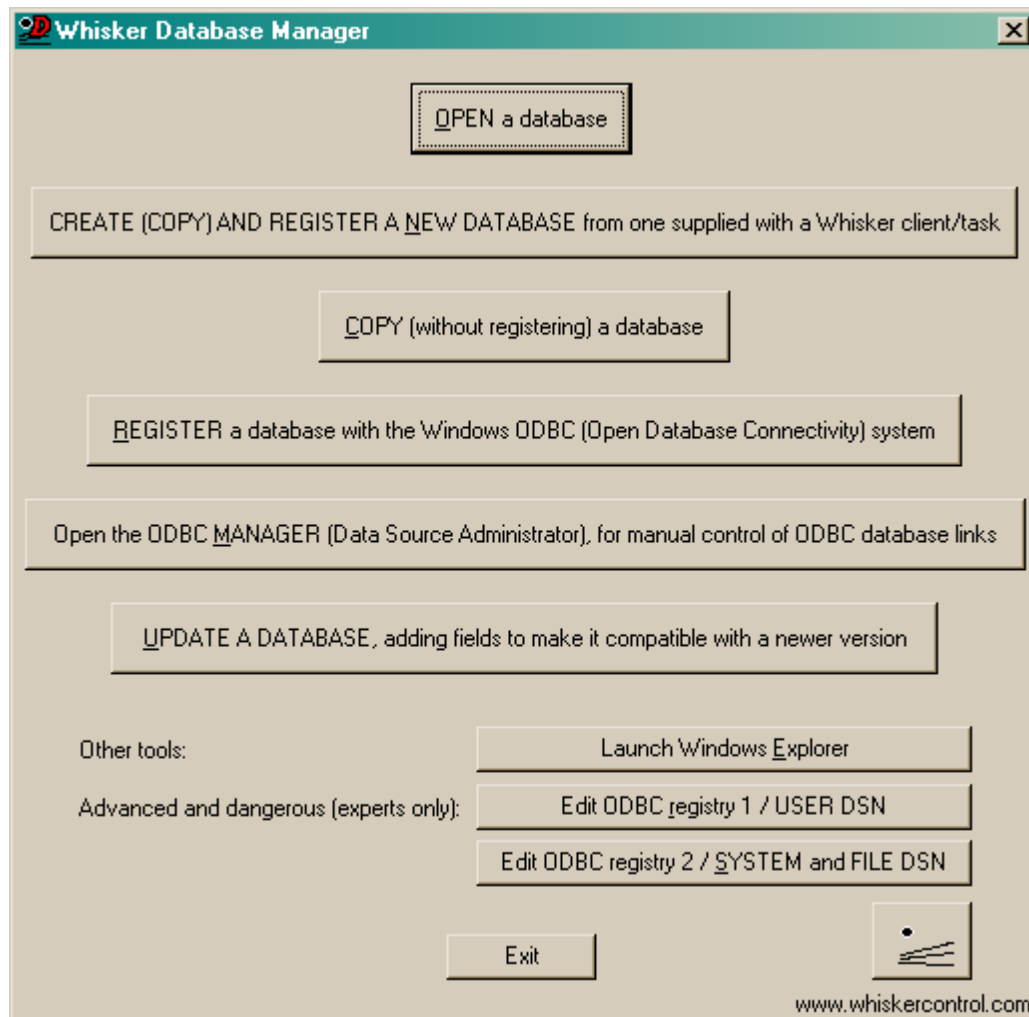 Whisker Database Manager
OPEN a database
CREATE (COPY) AND REGISTER A NEW DATABASE from one supplied with a Whisker client/task
COPY (without registering) a database
REGISTER a database with the Windows ODBC (Open Database Connectivity) system
Open the ODBC MANAGER (Data Source Administrator), for manual control of ODBC database links
UPDATE A DATABASE, adding fields to make it compatible with a newer version
Other tools:
Launch Windows Explorer
Advanced and dangerous (experts only):
Edit ODBC registry 1 / USER DSN
Edit ODBC registry 2 / SYSTEM and FILE DSN
Exit
www.whiskercontrol.com